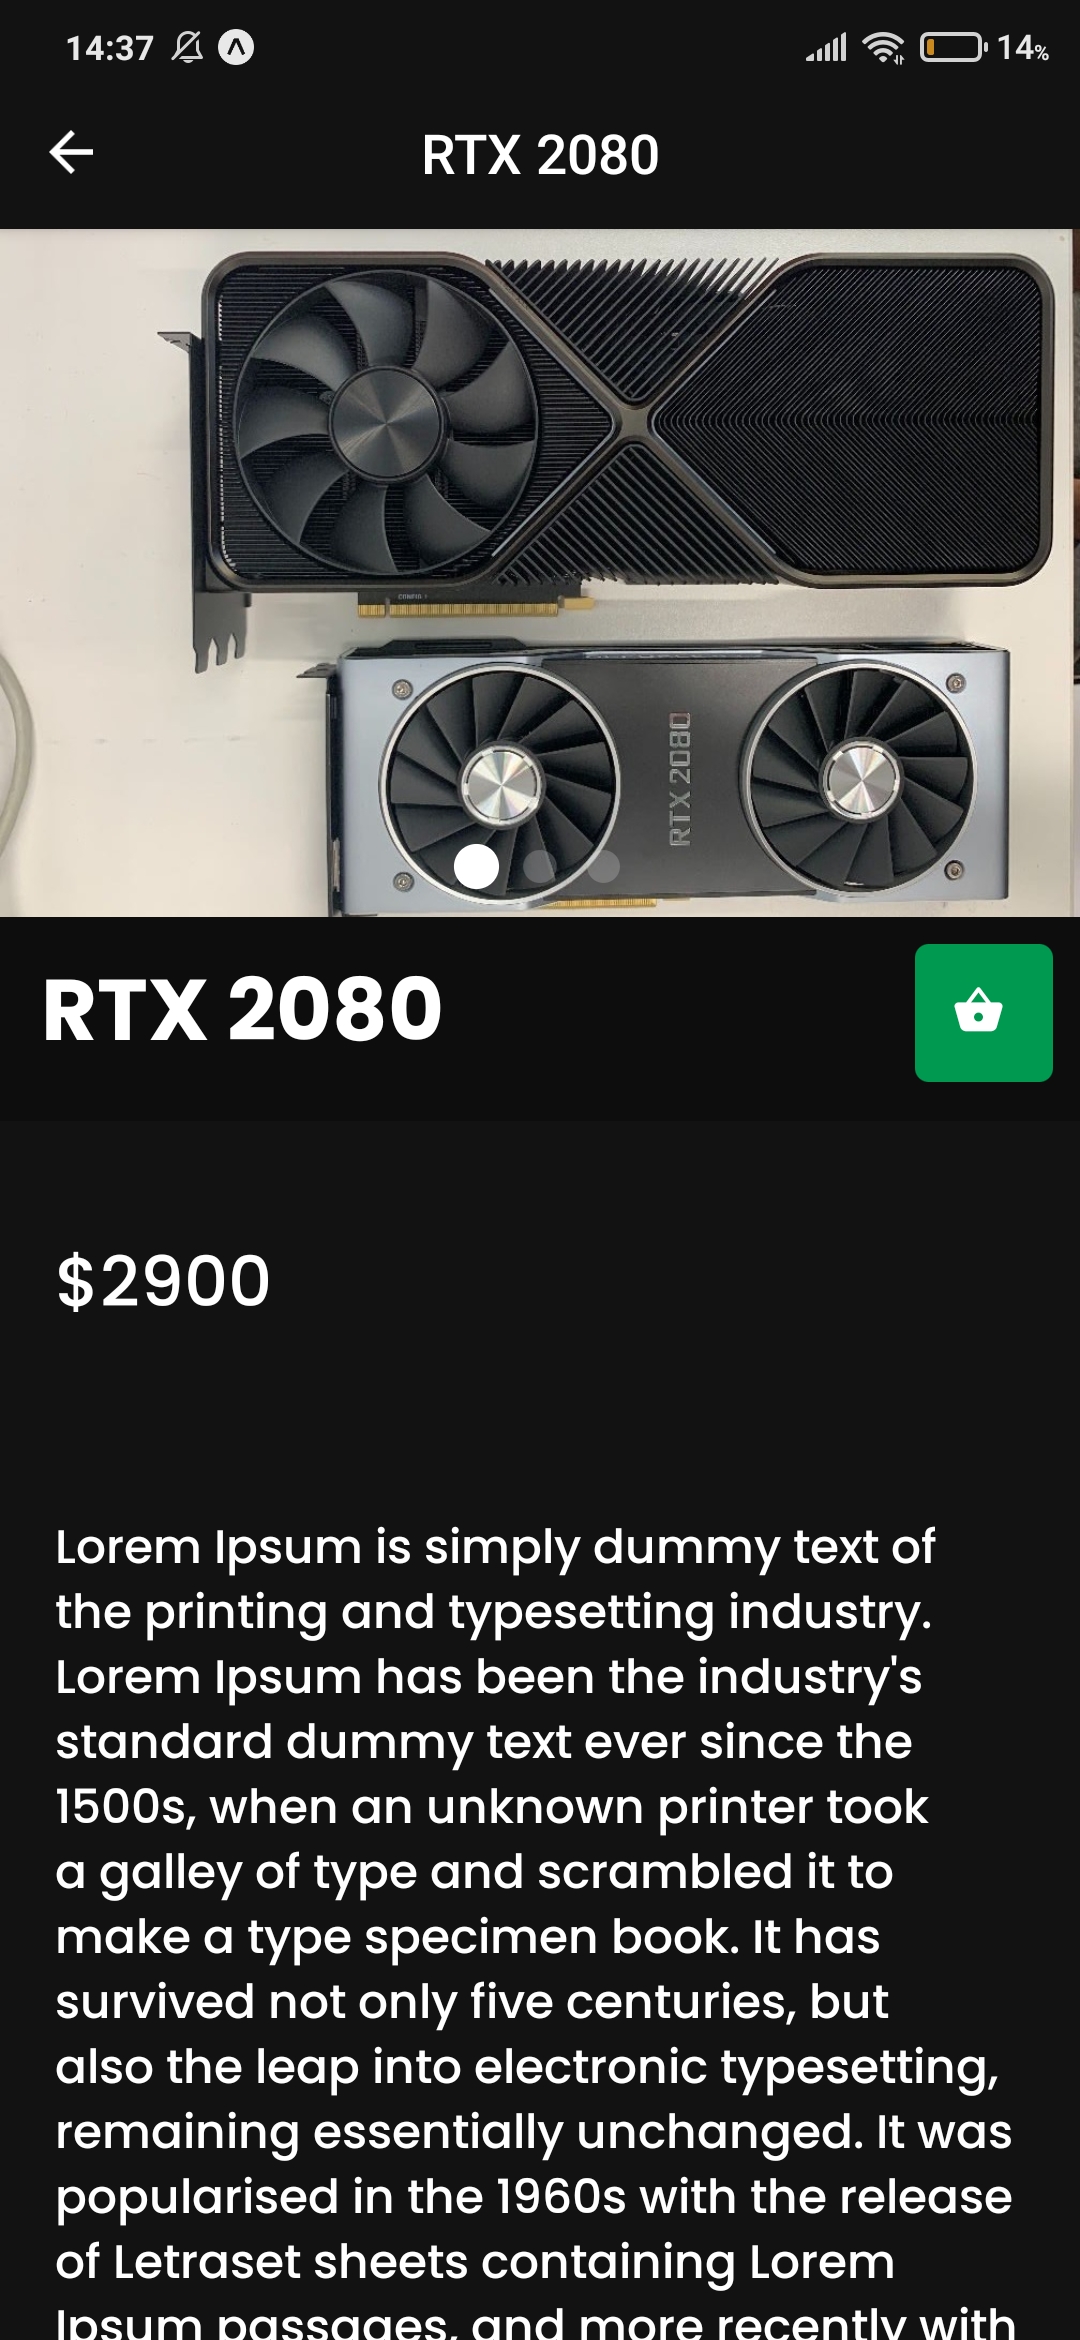 14:37
14%
RTX 2080
RTX 2080
RTX 2080
$2900
Lorem Ipsum is simply dummy text of
the printing and typesetting industry.
Lorem Ipsum has been the industry's
standard dummy text ever since the
1500s, when an unknown printer took
a galley of type and scrambled it to
make a type specimen book. It has
survived not only five centuries, but
also the leap into electronic typesetting,
remaining essentially unchanged. It was
popularised in the 1960s with the release
of Letraset sheets containing Lorem
Ipsum passages, and more recently with